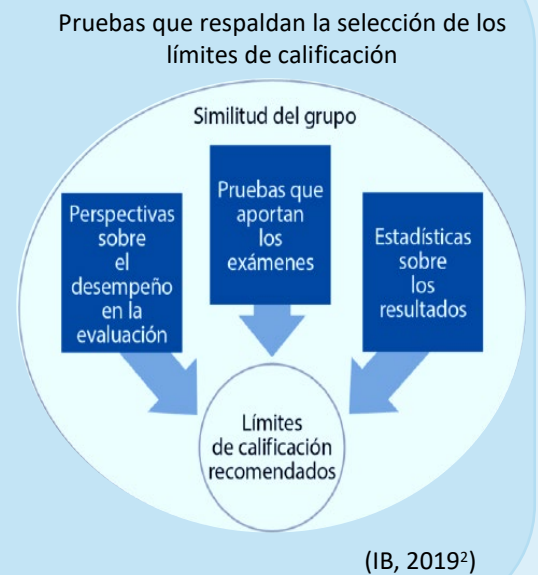 Pruebas que respaldan la selección de los
límites de calificación
Similitud del grupo
Perspectivas
sobre
el
desempeño
en la
evaluación
Pruebas que
aportan
los
exámenes
Estadísticas
sobre
los
resultados
Límites
de calificación
recomendados
(IB, 2019²)